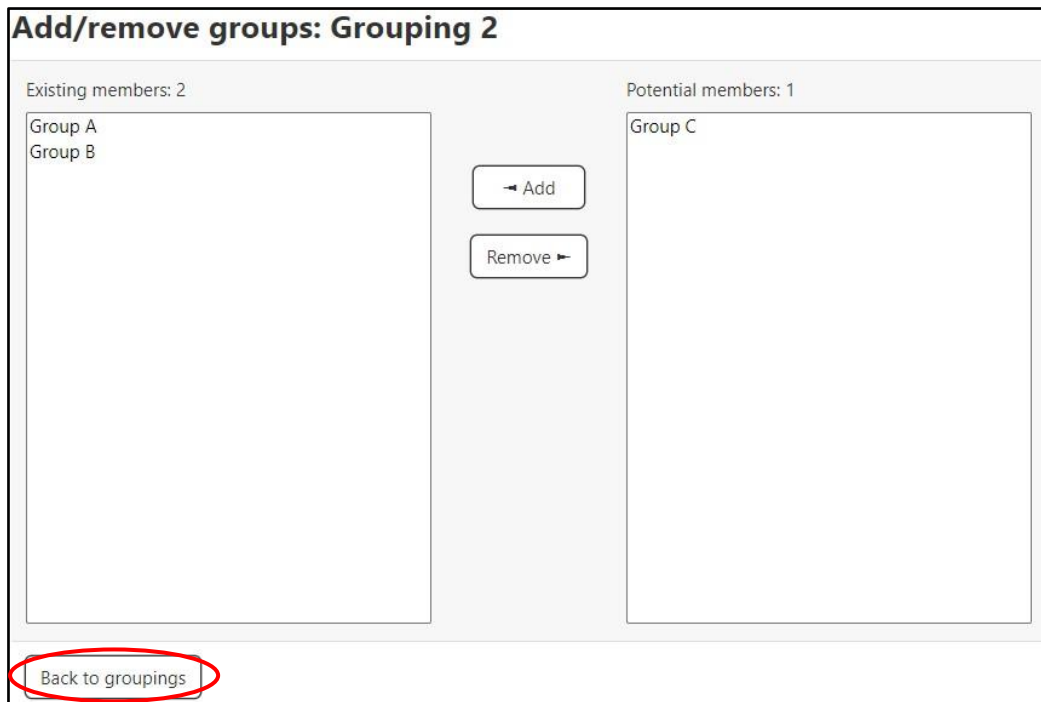 Add/remove groups: Grouping 2
Existing members: 2
Group A
Group B
Add
Remove
Potential members: 1
Group C
Back to groupings